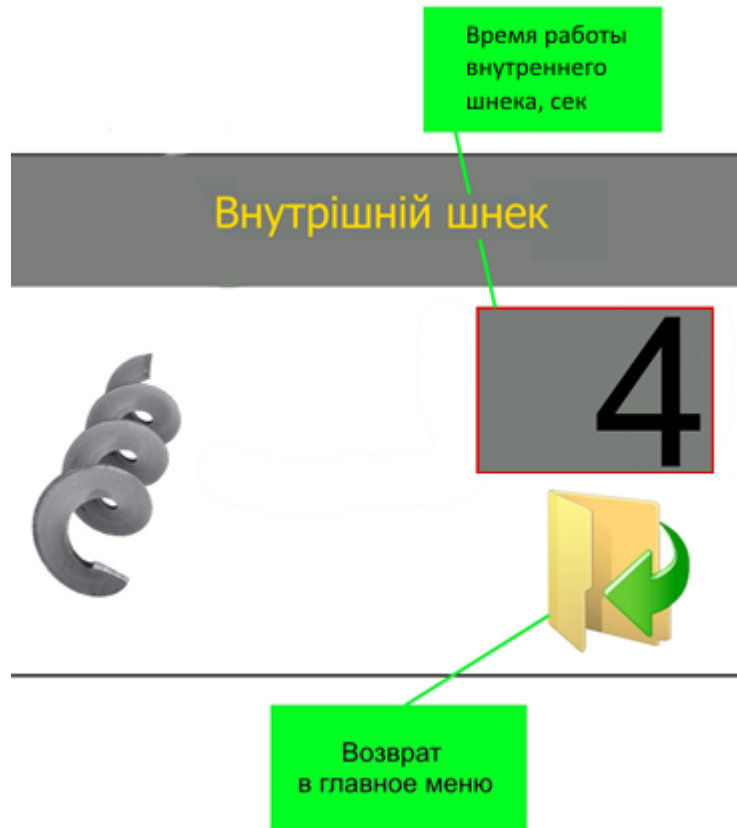 Время работы
внутреннего
шнека, сек
Внутрішній шнек
4
Возврат
в главное меню